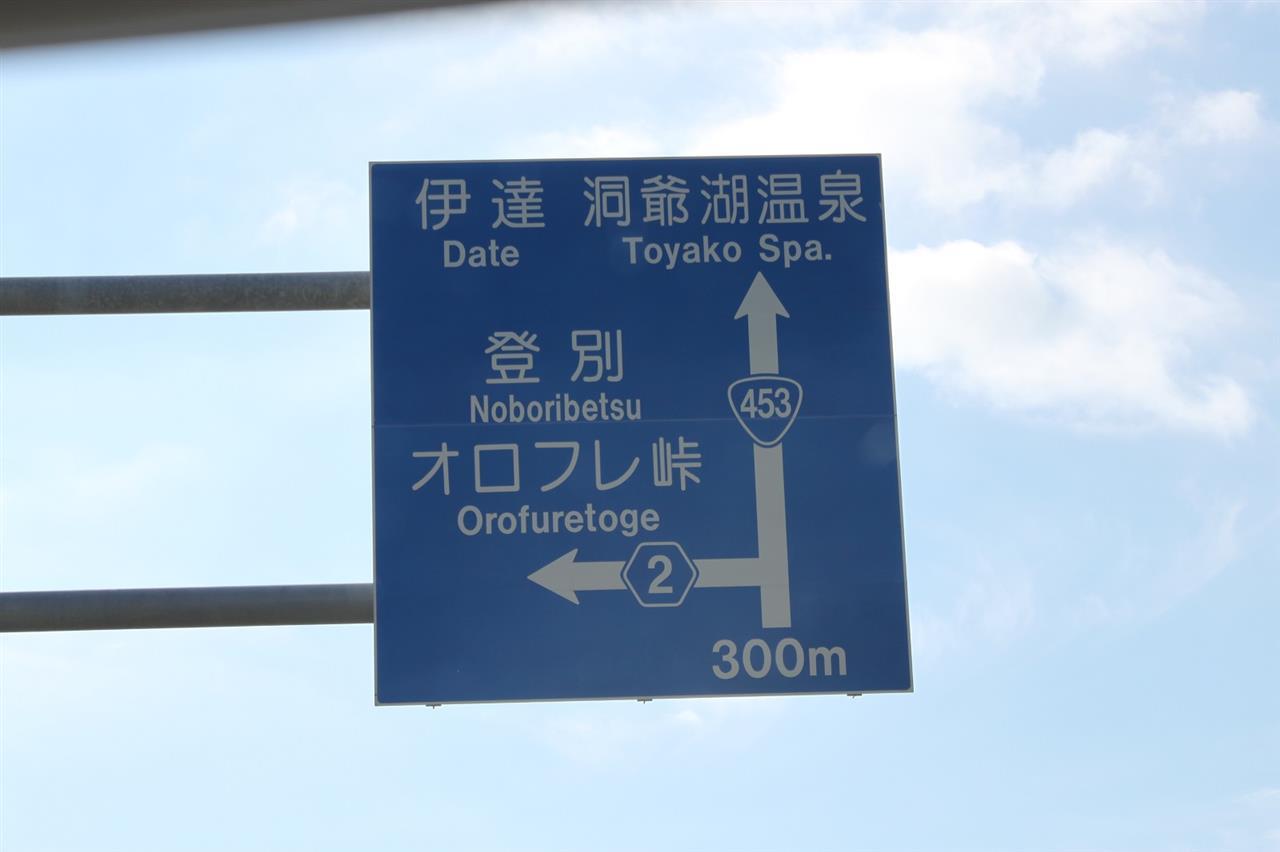 伊達 洞爺湖温泉
Date Toyako Spa.
登別
Noboribetsu
453
オロフレ峠
Orofuretoge
2
300m